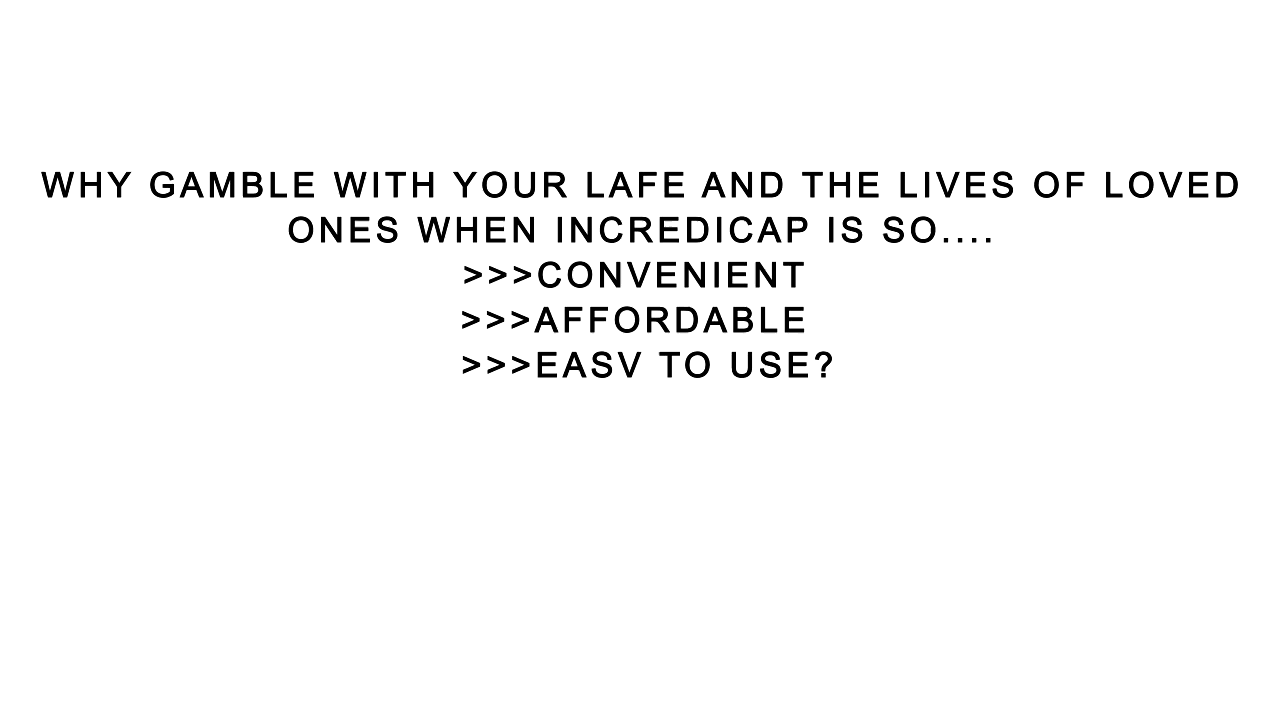 WHY GAMBLE WITH YOUR LAFE AND THE LIVES OF LOVED
ONES WHEN INCREDICAP IS SO....
>>>CONVENIENT
>>>AFFORDABLE
>>>EASV TO USE?